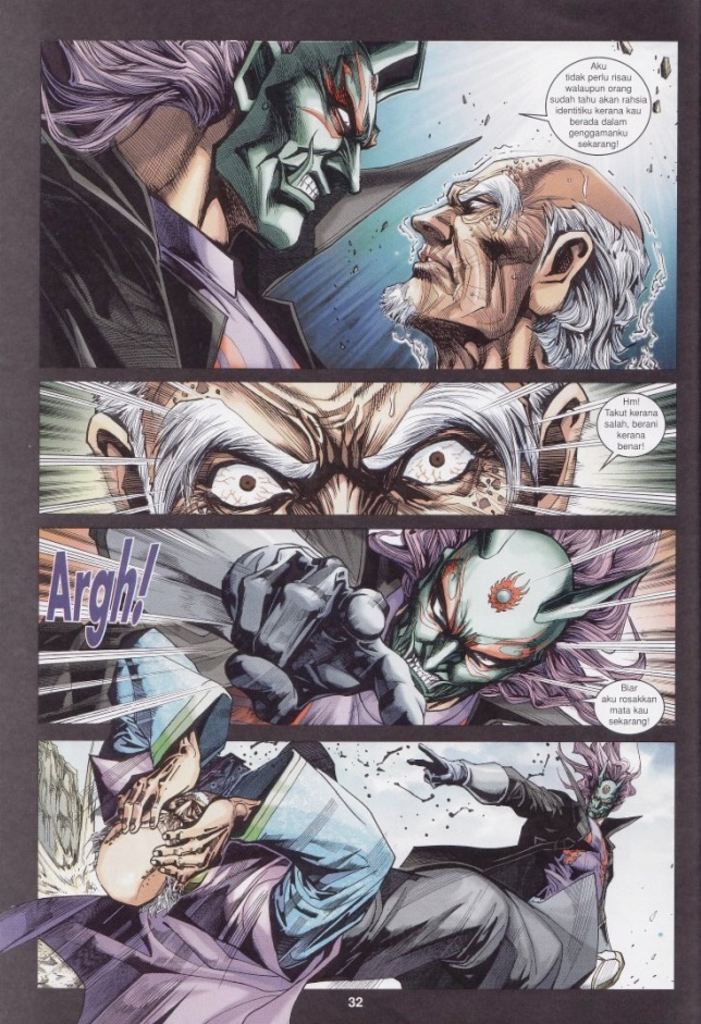 Aku
tidak perlu risau
walaupun orang
sudah tahu akan rahsia
identitiku kerana kau
berada dalam
genggamanku
sekarang!
Hm!
Takut kerana
salah, berani
kerana
benar!
Argh!
Biar
aku rosakkan
mata kau
sekarang!
32